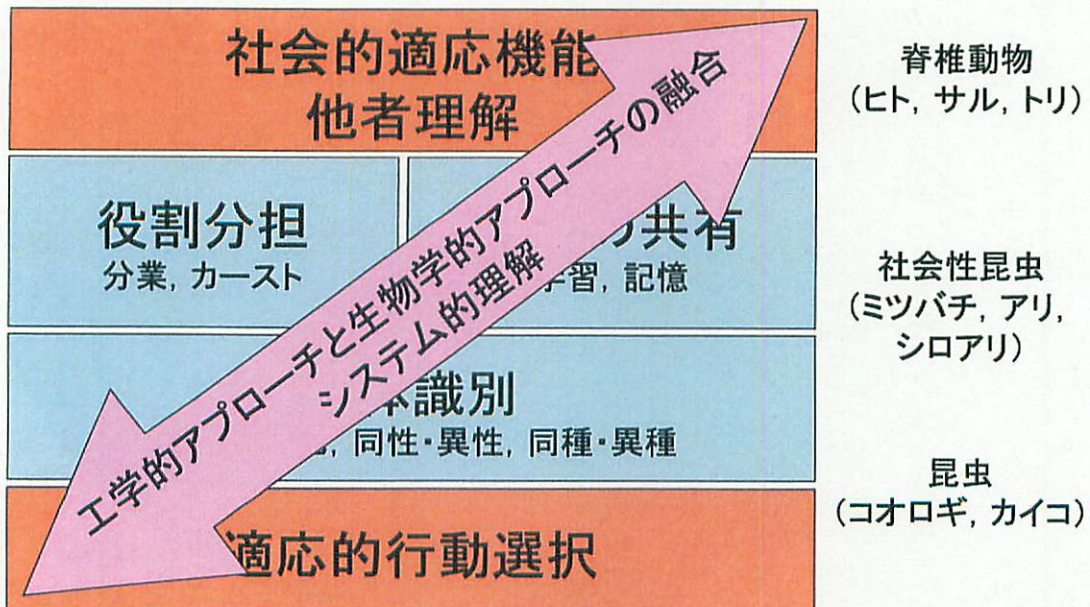 社会的適応機能
他者理解
脊椎動物
(ヒト, サル, トリ)
役割分担
分業, カースト
共有
学習, 記憶
社会性昆虫
(ミツバチ, アリ,
シロアリ)
工学的アプローチと生物学的アプローチの融合
システム的理解
識別
同性・異性, 同種・異種
昆虫
(コオロギ, カイコ)
適応的行動選択